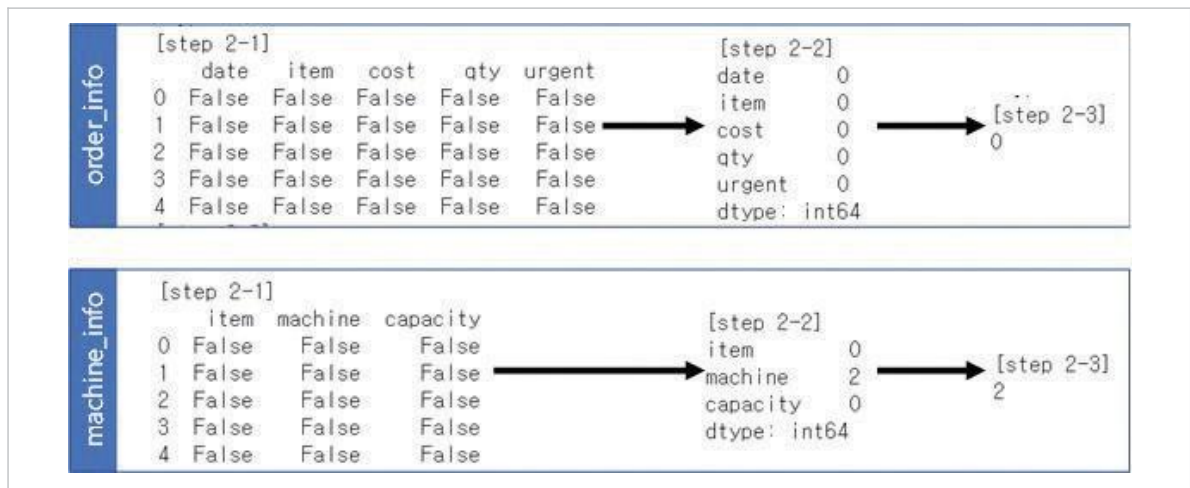 order_info
[step 2-1]
date item cost qty urgent
0 False False False False False
1 False False False False False
2 False False False False False
3 False False False False False
4 False False False False False
[step 2-2]
date 0
item 0
cost 0
qty 0
urgent 0
dtype: int64
[step 2-3]
0
machine_info
[step 2-1]
item machine capacity
0 False False False
1 False False False
2 False False False
3 False False False
4 False False False
[step 2-2]
item 0
machine 2
capacity 0
dtype: int64
[step 2-3]
2